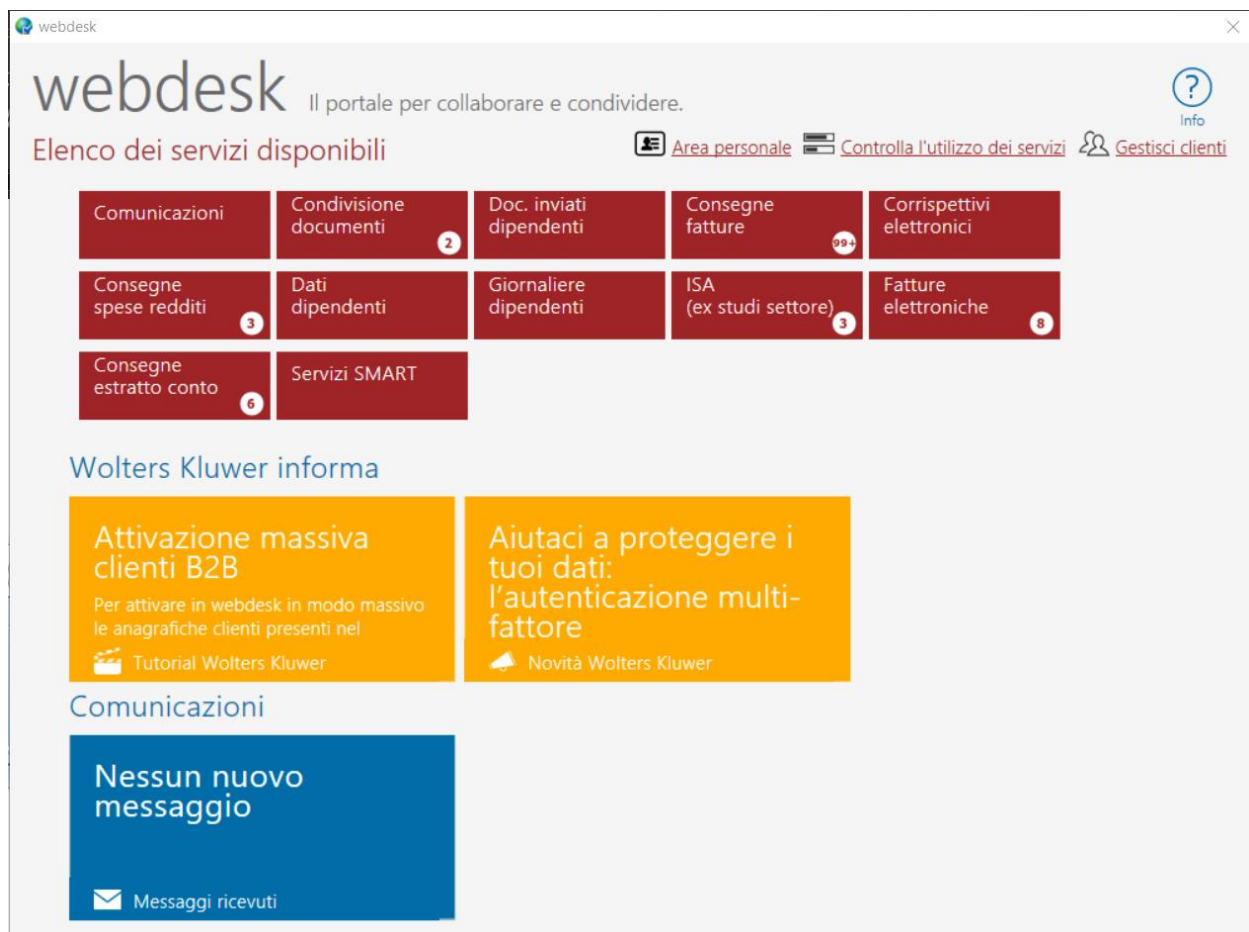 webdesk
webdesk Il portale per collaborare e condividere.
Info
Elenco dei servizi disponibili
Area personale Controlla l'utilizzo dei servizi Gestisci clienti
Comunicazioni
Condivisione
documenti
2
Doc. inviati
dipendenti
Consegne
fatture
99+
Corrispettivi
elettronici
Consegne
spese redditi
3
Dati
dipendenti
Giornaliere
dipendenti
ISA
(ex studi settore)
3
Fatture
elettroniche
8
Consegne
estratto conto
6
Servizi SMART
Wolters Kluwer informa
Attivazione massiva
clienti B2B
Per attivare in webdesk in modo massivo
le anagrafiche clienti presenti nel
Tutorial Wolters Kluwer
Aiutaci a proteggere i
tuoi dati:
l'autenticazione multi-
fattore
Novità Wolters Kluwer
Comunicazioni
Nessun nuovo
messaggio
Messaggi ricevuti